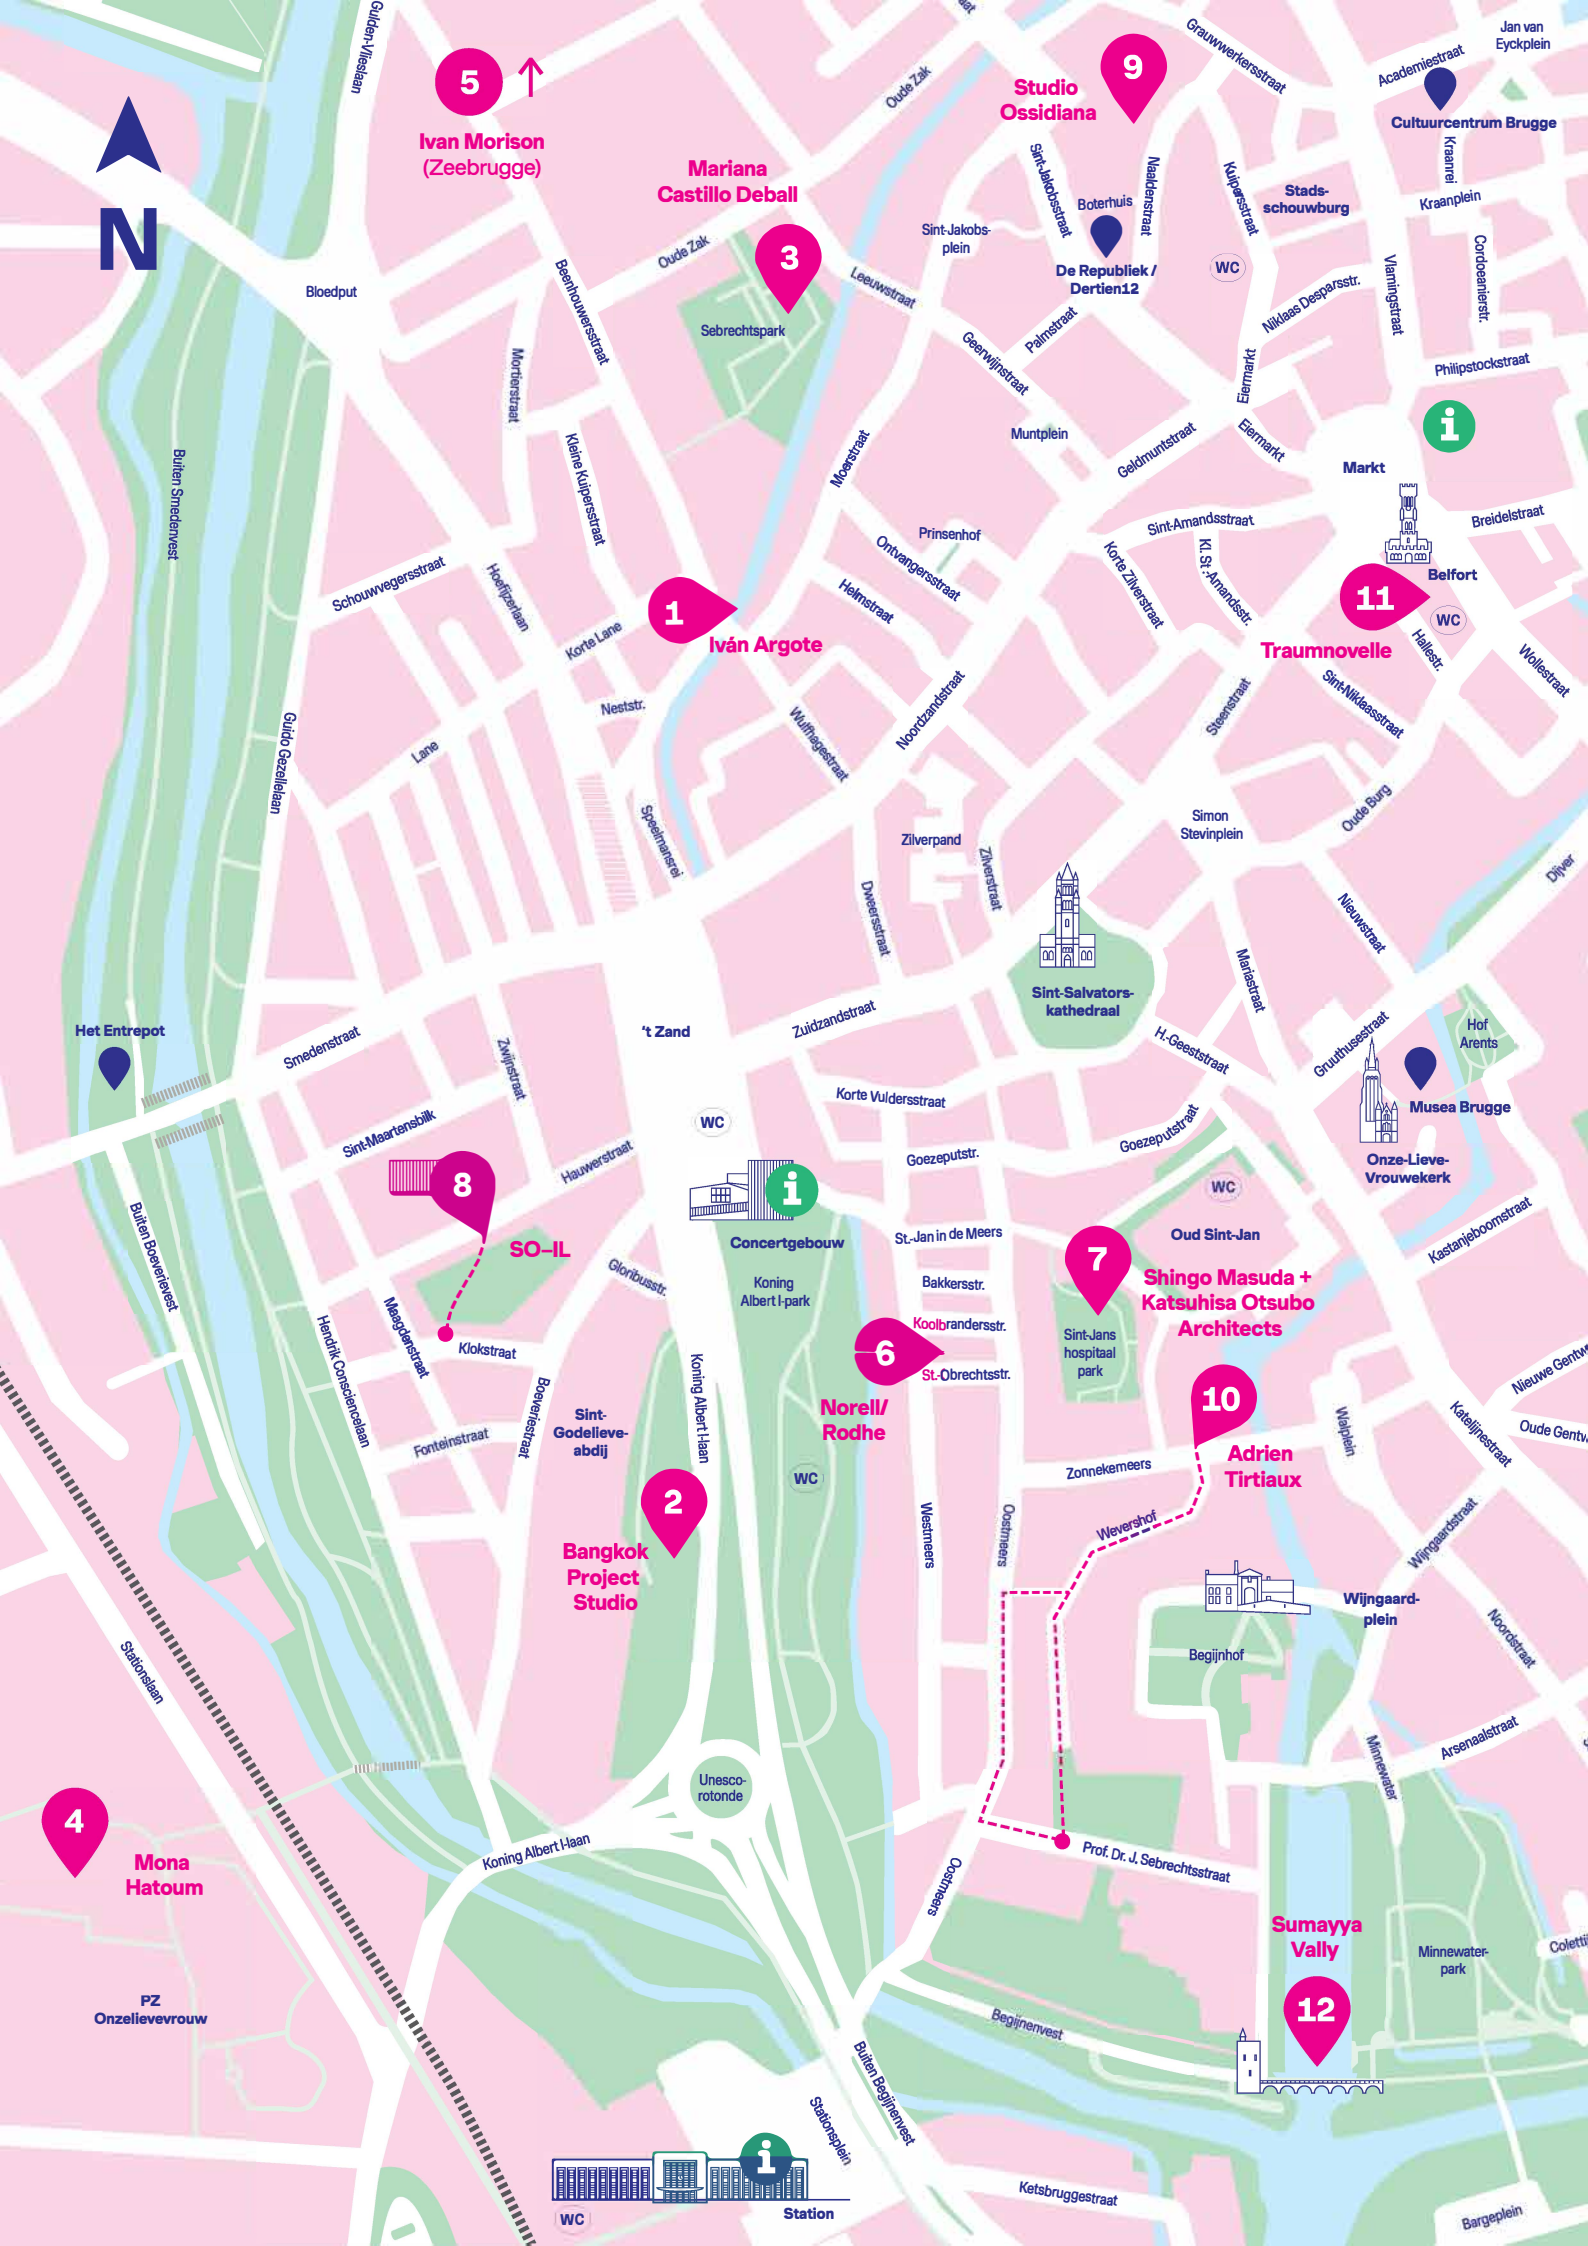 Gulden-Vlieslaan
5
Ivan Morison
(Zeebrugge)
N
Bloedput
Mariana
Castillo Deball
3
Oude Zak
Oude Zak
Sebrechtspark
Leeuwstraat
Beenhouwersstraat
Mortierstraat
Kleine Kuipersstraat
Studio
Ossidiana
9
Grauwwerkersstraat
Jan van
Eyckplein
Academiestraat
Cultuurcentrum Brugge
Kraanrei
Kraanplein
Stads-
schouwburg
Sint-Jakobsstraat
Naaldenstraat
Kuipersstraat
Boterhuis
De Republiek /
Dertien12
Sint-Jakobs-
plein
WC
Niklaas Desparsstr.
Vlamingstraat
Cordoeanierstr.
Philipstockstraat
i
Palmstraat
Geerwijnstraat
Eiermarkt
Eiermarkt
Muntplein
Geldmuntstraat
Markt
Breidelstraat
Belfort
11
WC
Traumnovelle
Hallestr.
Wollestraat
Sint-Niklaasstraat
Sint-Amandsstraat
Kl. St.-Amandsstr.
Korte Zilverstraat
Moerstraat
Prinsenhof
Ontvangersstraat
Helmstraat
Buiten Smedenvest
Schouwvegersstraat
Hoefijzerlaan
Korte Lane
1
Iván Argote
Neststr.
Lane
Guido Gezellelaan
Speelmansrei
Wulfhagestraat
Noordzandstraat
Steenstraat
Simon
Stevinplein
Oude Burg
Dijver
Zilverpand
Zilverstraat
Dweersstraat
Nieuwstraat
Mariastraat
Sint-Salvators-
kathedraal
H.-Geeststraat
Gruuthusestraat
Hof
Arents
Musea Brugge
Onze-Lieve-
Vrouwekerk
Het Entrepot
Smedenstraat
Zwijnstraat
't Zand
Zuidzandstraat
Korte Vuldersstraat
WC
Sint-Maartensbilk
Hauwerstraat
Goezeputstr.
Goezeputstraat
WC
Oud Sint-Jan
Kastanjeboomstraat
8
SO–IL
i
Concertgebouw
Koning
Albert I-park
St.-Jan in de Meers
Bakkersstr.
Koolbrandersstr.
St.-Obrechtsstr.
6
Norell/
Rodhe
7
Shingo Masuda +
Katsuhisa Otsubo
Architects
Sint-Jans
hospitaal
park
Buiten Boeverievest
Gloribusstr.
Hendrik Consciencelaan
Maagdenstraat
Klokstraat
Boeveriestraat
Sint-
Godelieve-
abdij
Fonteinstraat
Koning Albert I-laan
WC
10
Adrien
Tirtiaux
Walplein
Katelijnestraat
Nieuwe Gentw
Oude Gentw
Zonnekemeers
Wevershof
Westmeers
Oostmeers
2
Bangkok
Project
Studio
Wijngaardstraat
Wijngaard-
plein
Noordstraat
Begijnhof
Stationslaan
Minnewater
Arsenaalstraat
Unesco-
rotonde
Koning Albert I-laan
4
Mona
Hatoum
Prof. Dr. J. Sebrechtsstraat
Oostmeers
Sumayya
Vally
12
Minnewater-
park
Coletti
PZ
Onzelievevrouw
Begijnenvest
Buiten Begijnenvest
Stationsplein
i
Station
WC
Ketsbruggestraat
Bargeplein